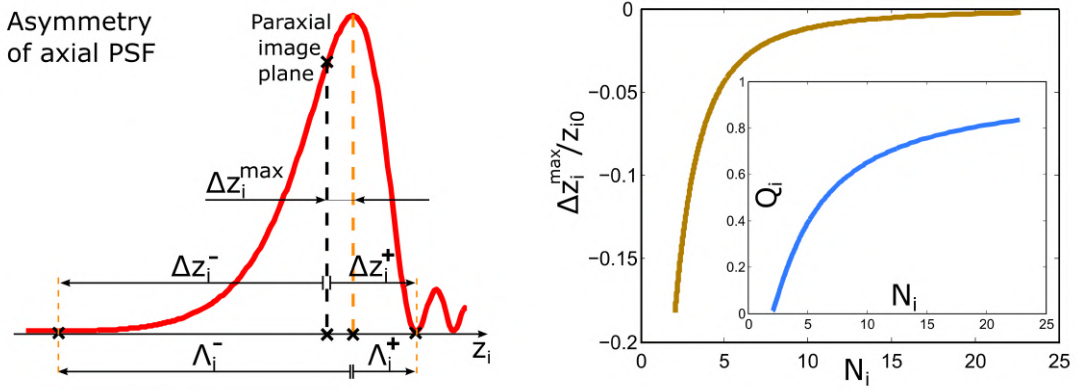 Asymmetry
of axial PSF
Paraxial
image
plane
Δz_i^max
Δz_i^-
Δz_i^+
Λ_i^-
Λ_i^+
z_i
Δz_i^max/z_i0
0
−0.05
−0.1
−0.15
−0.2
0
5
10
15
20
25
N_i
Q_i
1
0.8
0.6
0.4
0.2
0
0
5
10
15
20
25
N_i